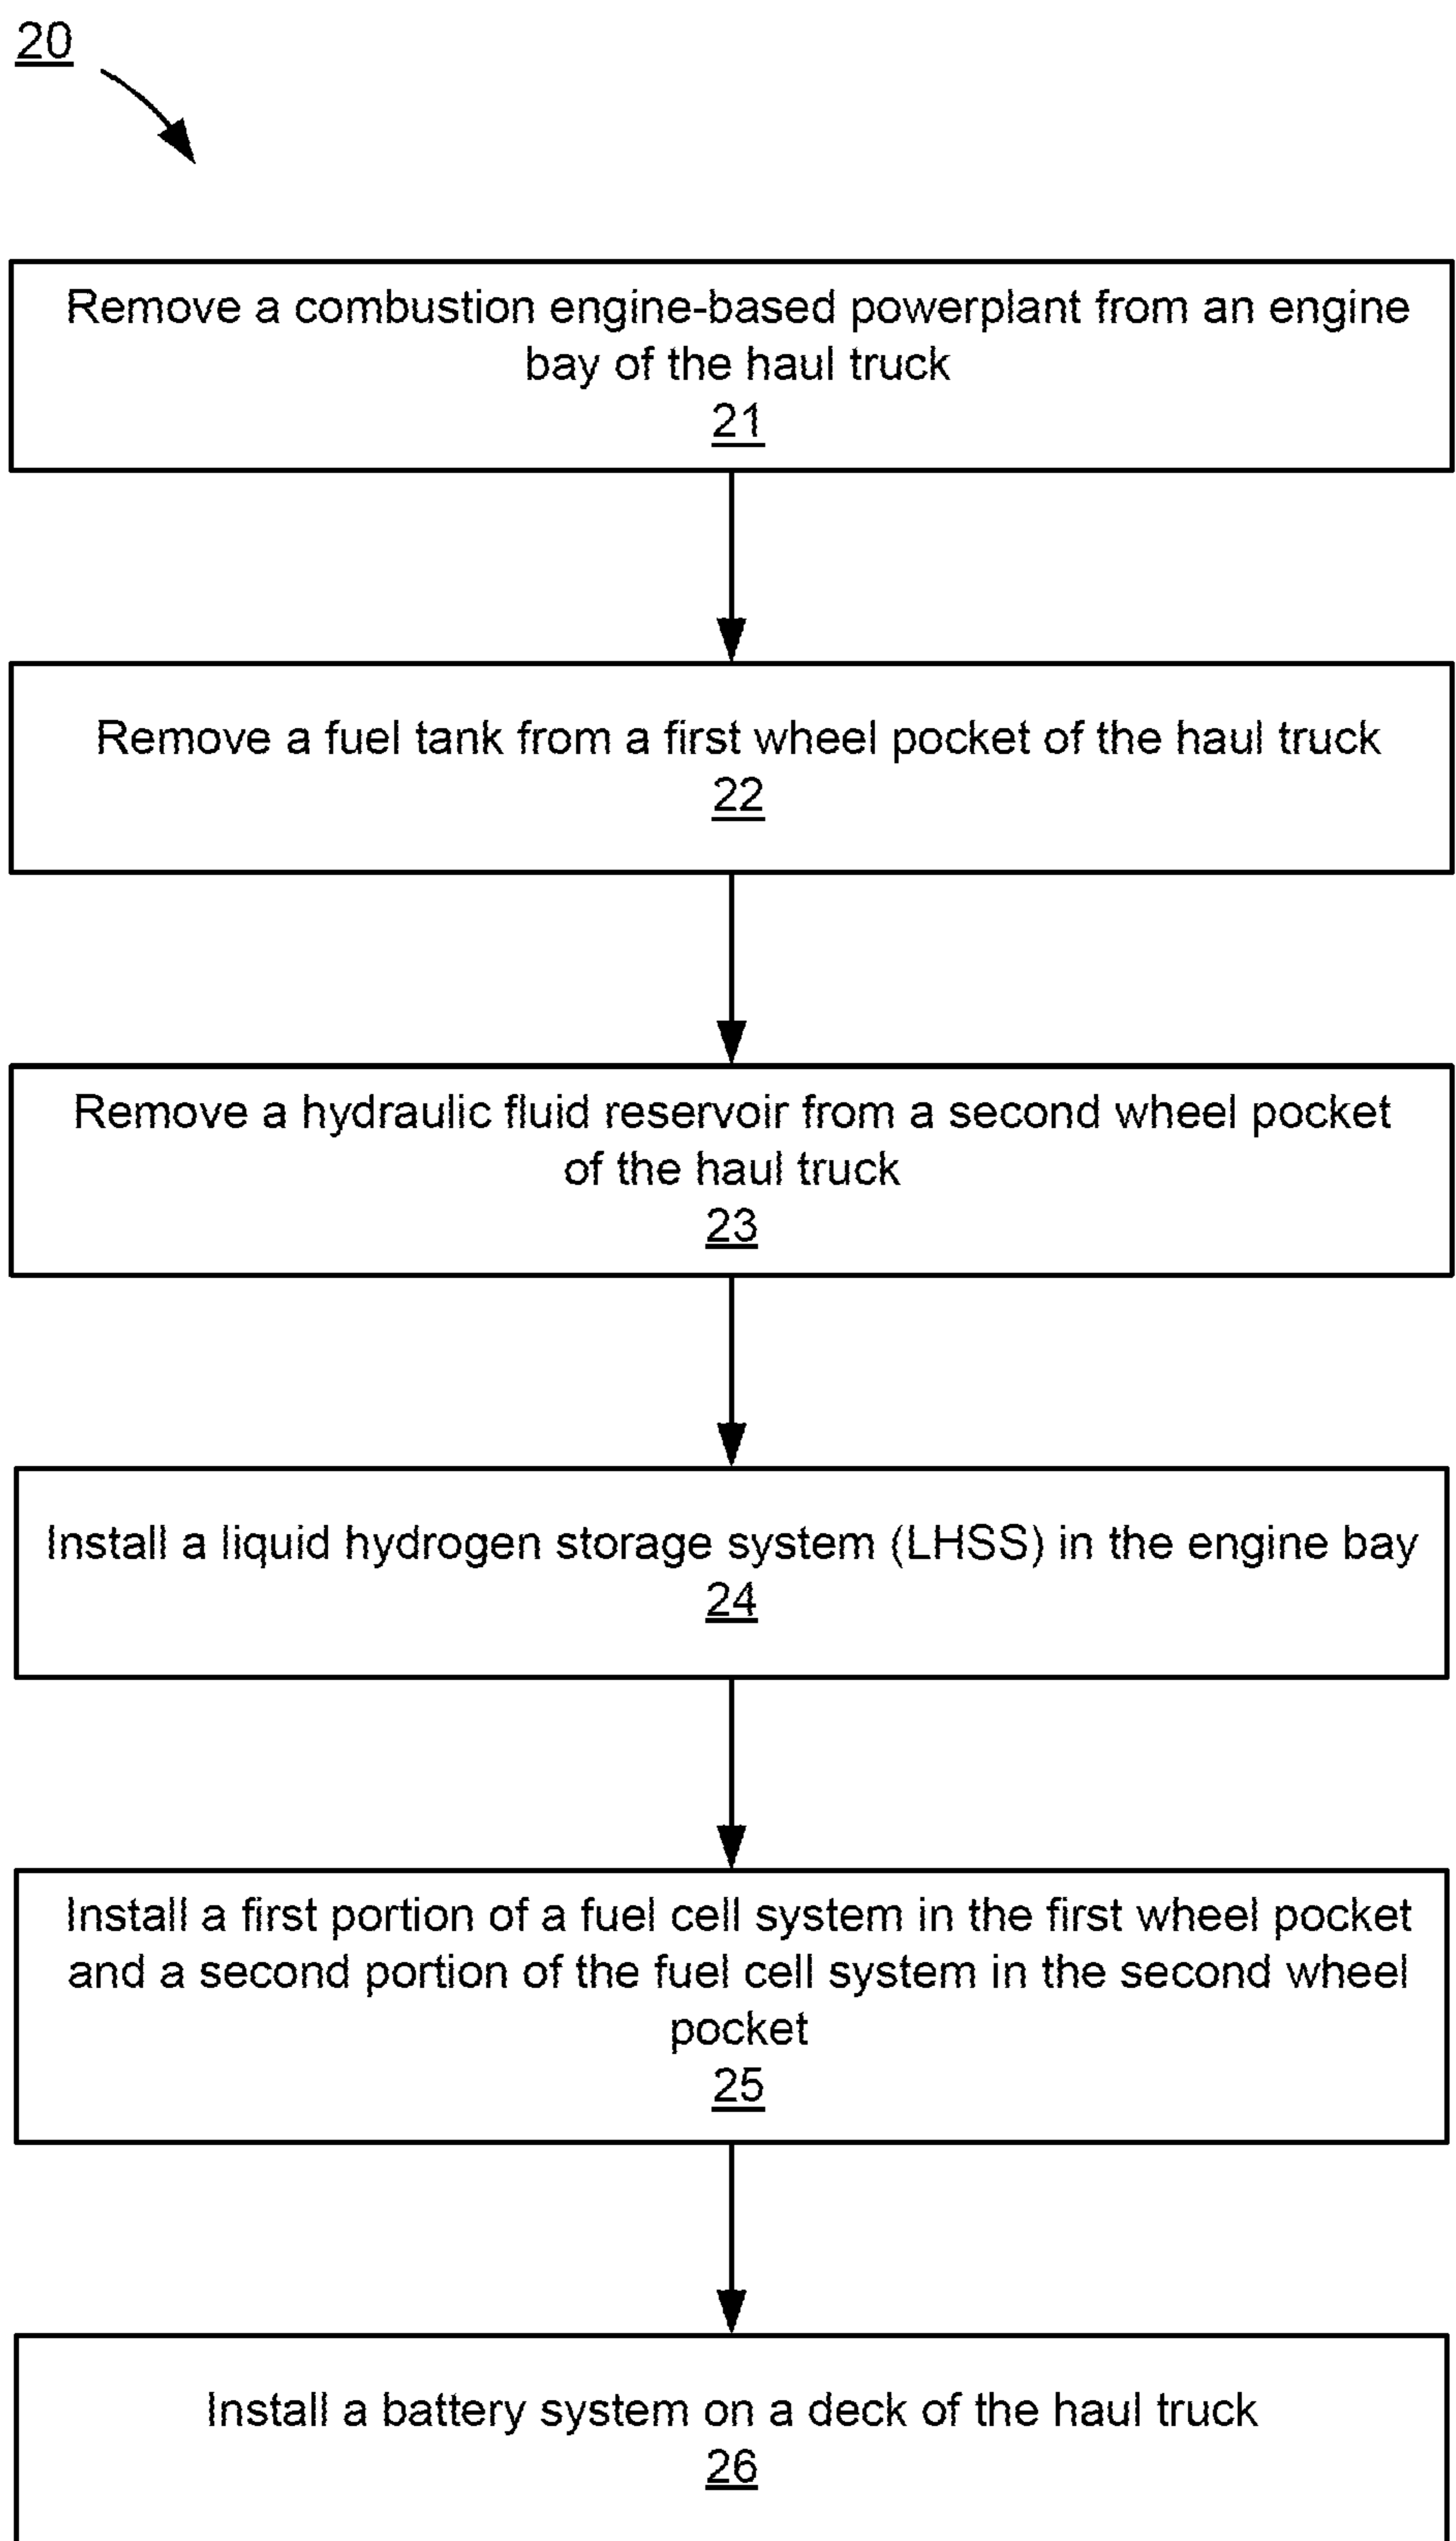 20
Remove a combustion engine-based powerplant from an engine
bay of the haul truck
21
Remove a fuel tank from a first wheel pocket of the haul truck
22
Remove a hydraulic fluid reservoir from a second wheel pocket
of the haul truck
23
Install a liquid hydrogen storage system (LHSS) in the engine bay
24
Install a first portion of a fuel cell system in the first wheel pocket
and a second portion of the fuel cell system in the second wheel
pocket
25
Install a battery system on a deck of the haul truck
26